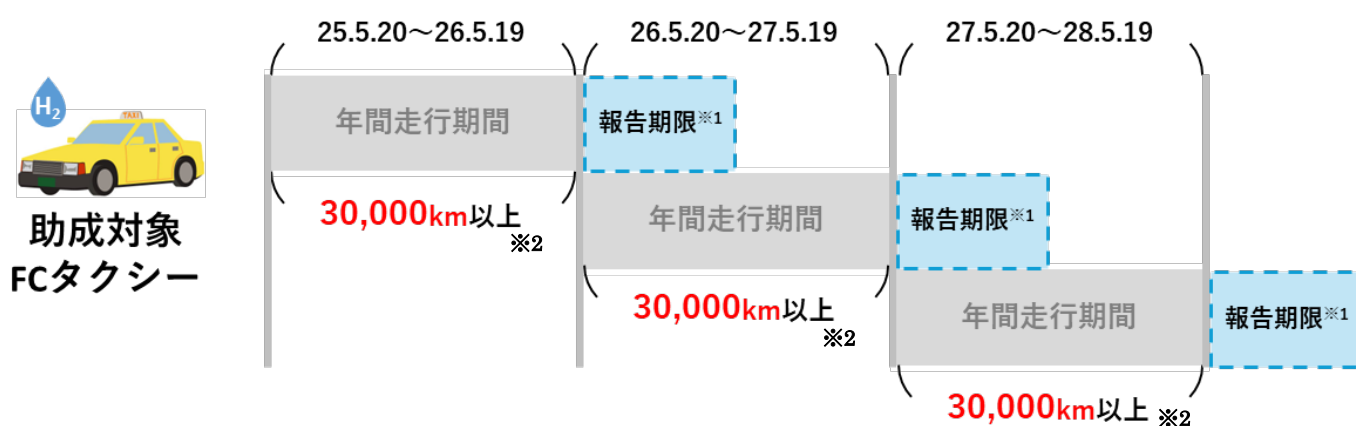 25.5.20～26.5.19
26.5.20～27.5.19
27.5.20～28.5.19
H2
TAXI
年間走行期間
報告期限※1
30,000km以上
※2
助成対象
FCタクシー
年間走行期間
報告期限※1
30,000km以上
※2
年間走行期間
報告期限※1
30,000km以上 ※2